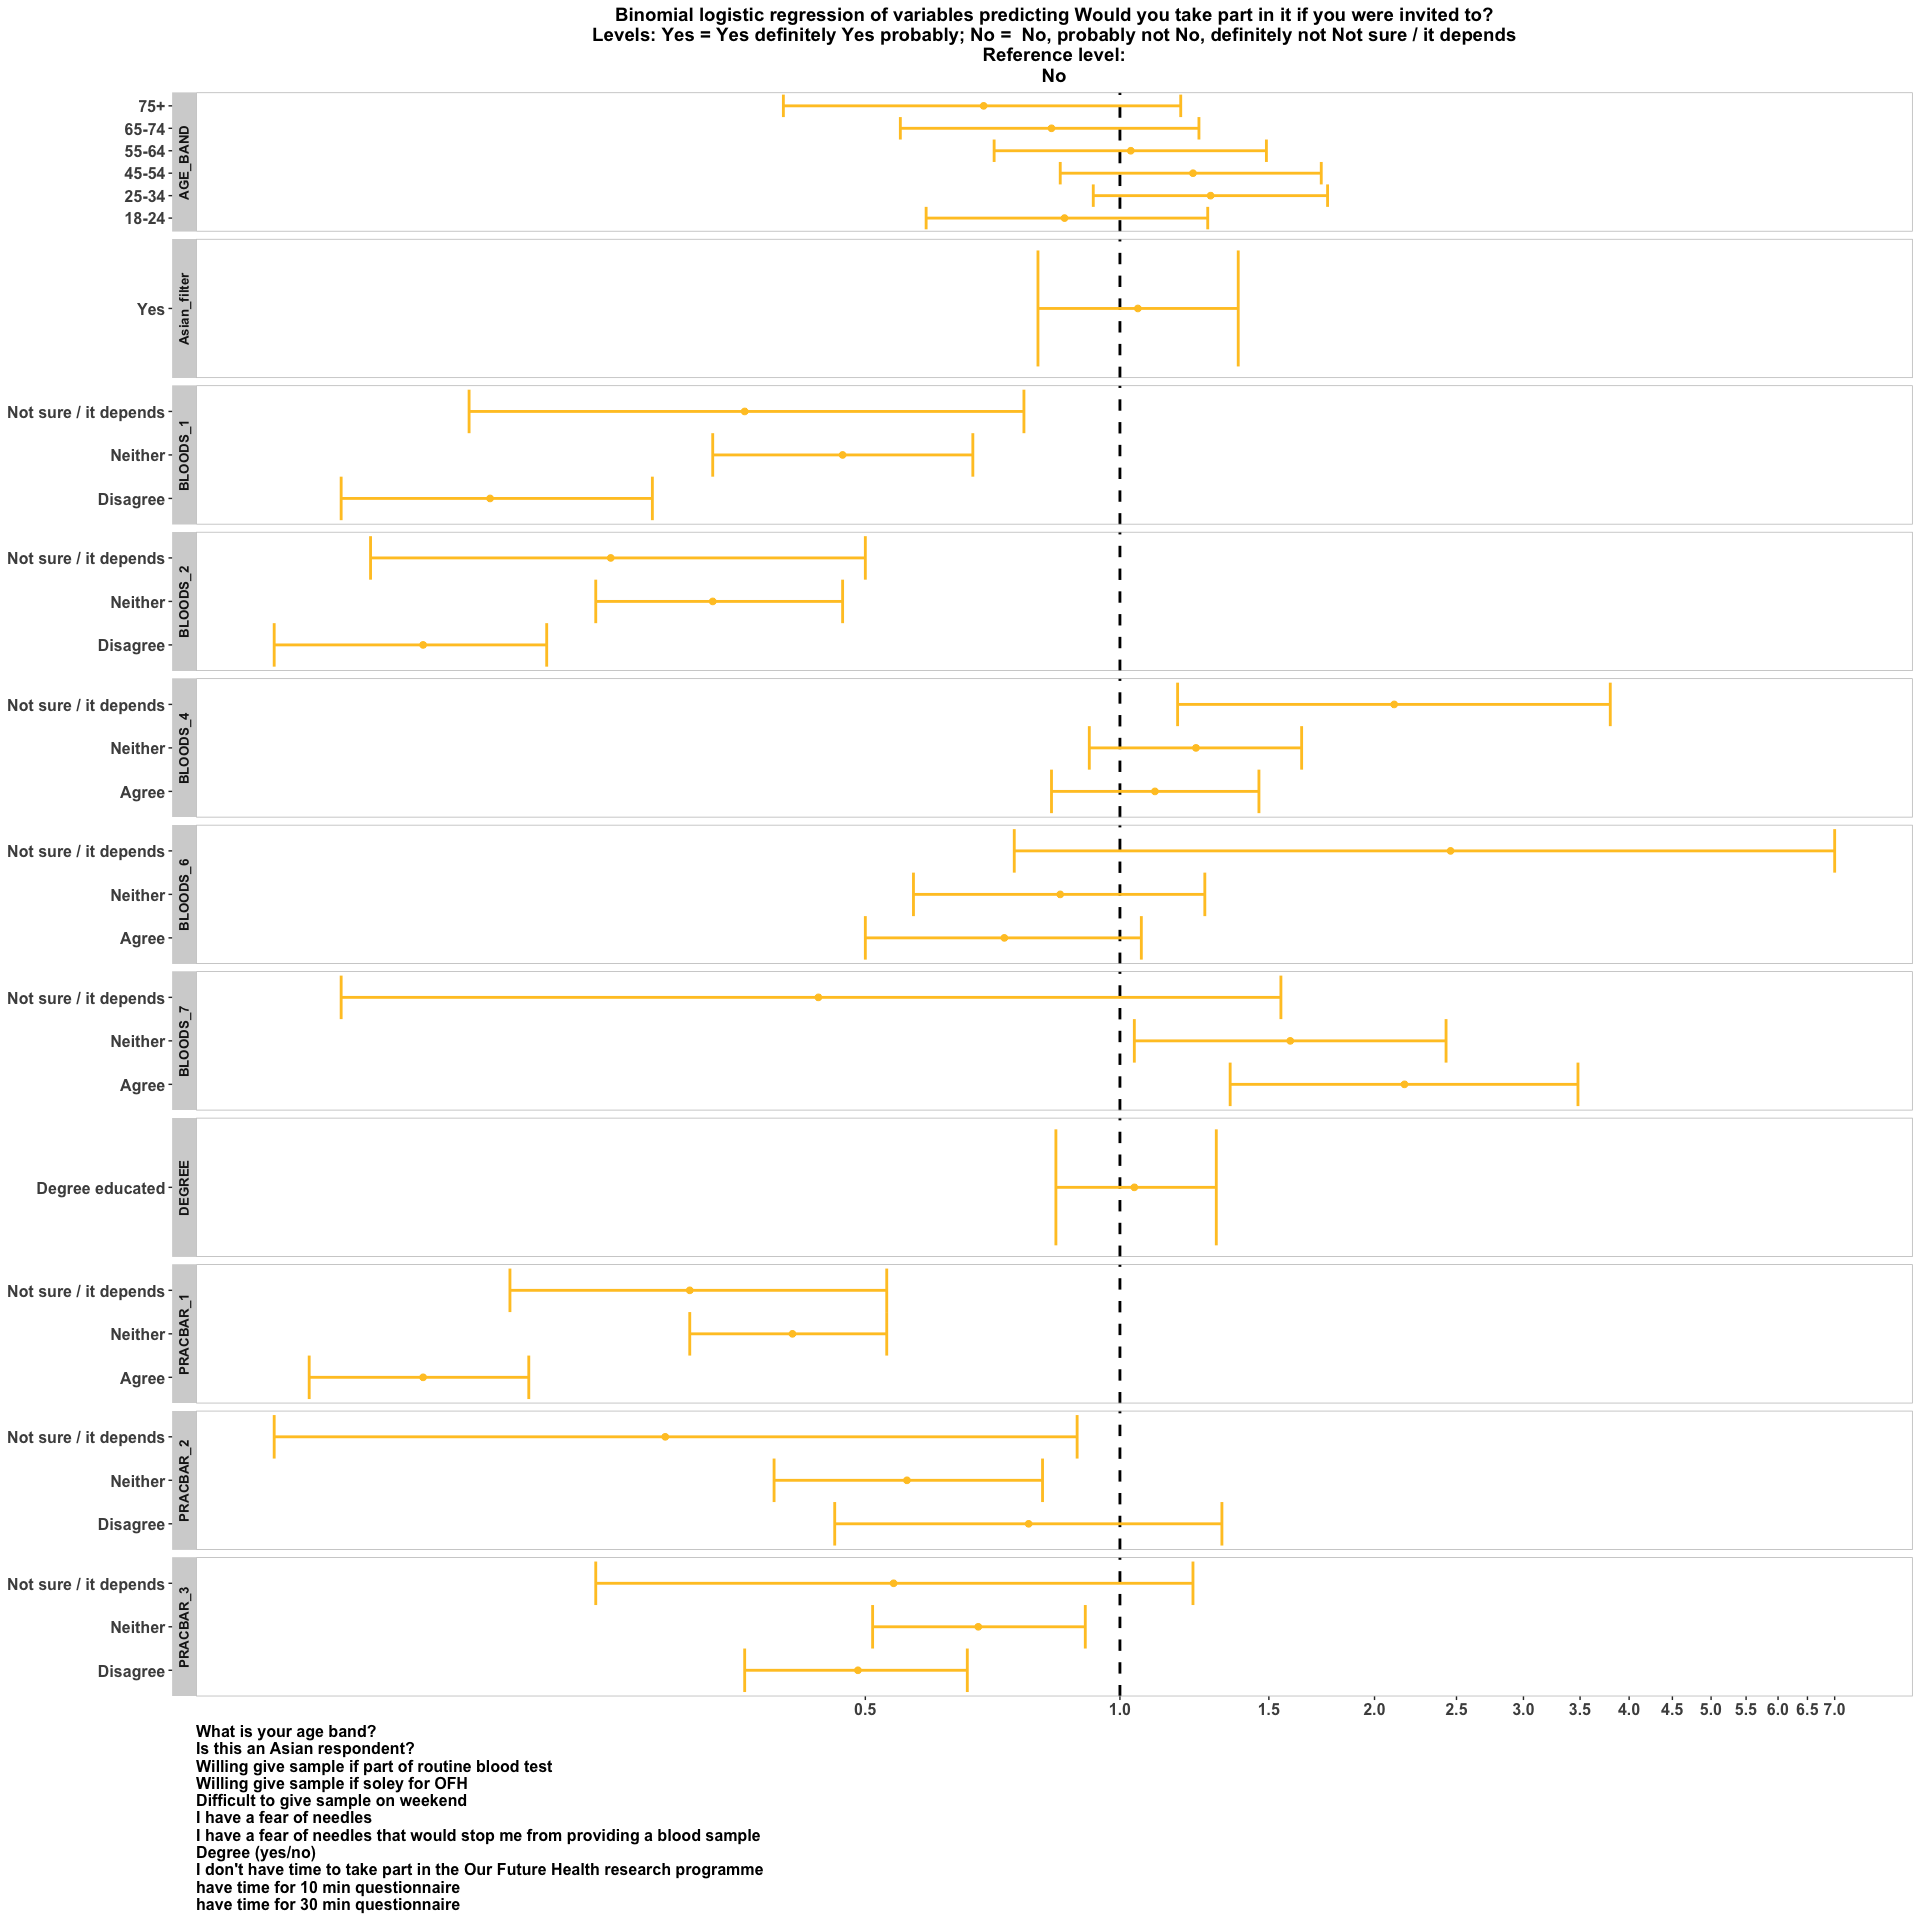 Binomial logistic regression of variables predicting Would you take part in it if you were invited to?
Levels: Yes = Yes definitely Yes probably; No =  No, probably not No, definitely not Not sure / it depends
Reference level:
No
AGE_BAND
75+
65-74
55-64
45-54
25-34
18-24
Asian_filter
Yes
BLOODS_1
Not sure / it depends
Neither
Disagree
BLOODS_2
Not sure / it depends
Neither
Disagree
BLOODS_4
Not sure / it depends
Neither
Agree
BLOODS_6
Not sure / it depends
Neither
Agree
BLOODS_7
Not sure / it depends
Neither
Agree
DEGREE
Degree educated
PRACBAR_1
Not sure / it depends
Neither
Agree
PRACBAR_2
Not sure / it depends
Neither
Disagree
PRACBAR_3
Not sure / it depends
Neither
Disagree
0.5 1.0 1.5 2.0 2.5 3.0 3.5 4.0 4.5 5.0 5.5 6.0 6.5 7.0
What is your age band?
Is this an Asian respondent?
Willing give sample if part of routine blood test
Willing give sample if soley for OFH
Difficult to give sample on weekend
I have a fear of needles
I have a fear of needles that would stop me from providing a blood sample
Degree (yes/no)
I don't have time to take part in the Our Future Health research programme
have time for 10 min questionnaire
have time for 30 min questionnaire